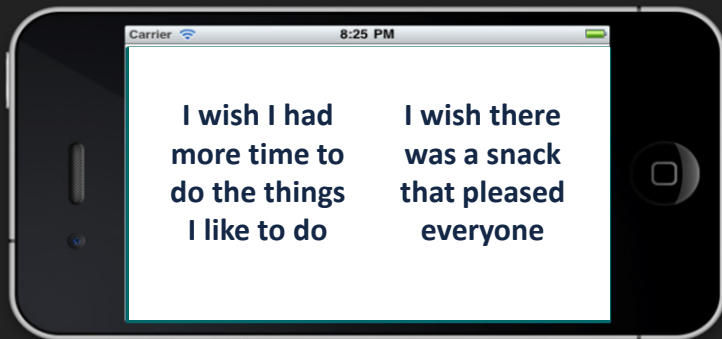 Carrier 8:25 PM
I wish I had
more time to
do the things
I like to do
I wish there
was a snack
that pleased
everyone